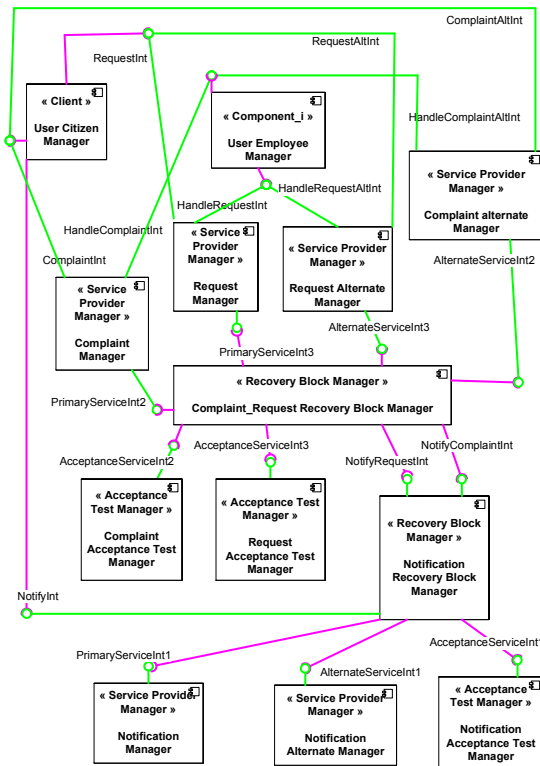 ComplaintAltInt
RequestAltInt
RequestInt
« Client »
User Citizen
Manager
« Component_i »
User Employee
Manager
HandleComplaintAltInt
« Service Provider
Manager »
Complaint alternate
Manager
HandleRequestAltInt
HandleRequestInt
HandleComplaintInt
« Service
Provider
Manager »
Request
Manager
« Service Provider
Manager »
Request Alternate
Manager
ComplaintInt
AlternateServiceInt2
« Service
Provider
Manager »
Complaint
Manager
AlternateServiceInt3
PrimaryServiceInt3
« Recovery Block Manager »
Complaint_Request Recovery Block Manager
PrimaryServiceInt2
AcceptanceServiceInt3
NotifyComplaintInt
AcceptanceServiceInt2
NotifyRequestInt
« Acceptance
Test Manager »
Complaint
Acceptance Test
Manager
« Acceptance Test
Manager »
Request
Acceptance Test
Manager
« Recovery Block
Manager »
Notification
Recovery Block
Manager
NotifyInt
PrimaryServiceInt1
AlternateServiceInt1
AcceptanceServiceInt1
« Service Provider
Manager »
Notification
Manager
« Service Provider
Manager »
Notification
Alternate Manager
« Acceptance
Test Manager »
Notification
Acceptance Test
Manager